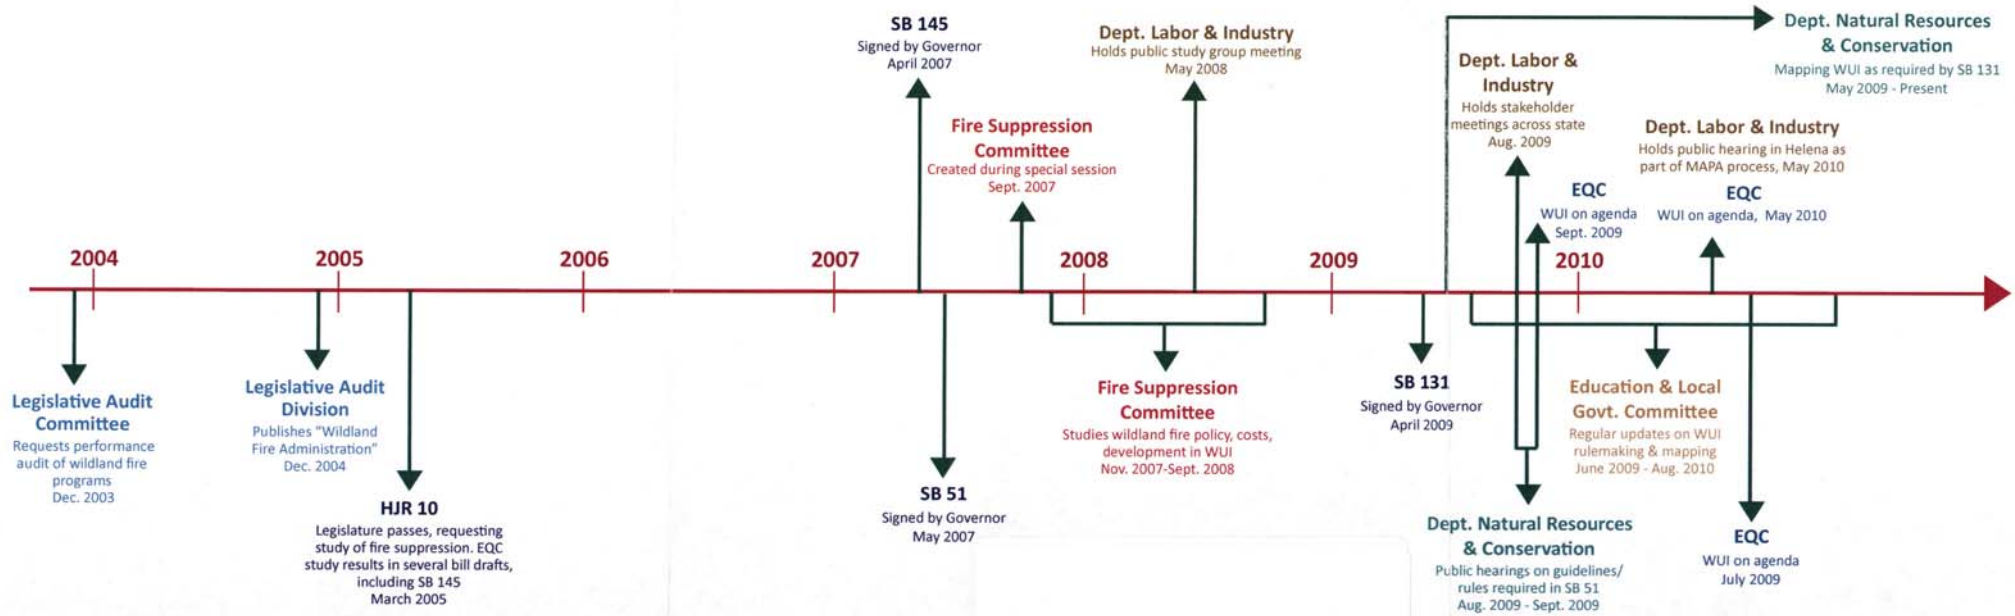 SB 145
Signed by Governor
April 2007
Dept. Labor & Industry
Holds public study group meeting
May 2008
Dept. Natural Resources
& Conservation
Mapping WUI as required by SB 131
May 2009 - Present
Dept. Labor &
Industry
Holds stakeholder
meetings across state
Aug. 2009
Fire Suppression
Committee
Created during special session
Sept. 2007
Dept. Labor & Industry
Holds public hearing in Helena as
part of MAPA process, May 2010
EQC
WUI on agenda
Sept. 2009
EQC
WUI on agenda, May 2010
2004
2005
2006
2007
2008
2009
2010
Legislative Audit
Committee
Requests performance
audit of wildland fire
programs
Dec. 2003
Legislative Audit
Division
Publishes "Wildland
Fire Administration"
Dec. 2004
HJR 10
Legislature passes, requesting
study of fire suppression. EQC
study results in several bill drafts,
including SB 145
March 2005
SB 51
Signed by Governor
May 2007
Fire Suppression
Committee
Studies wildland fire policy, costs,
development in WUI
Nov. 2007-Sept. 2008
SB 131
Signed by Governor
April 2009
Dept. Natural Resources
& Conservation
Public hearings on guidelines/
rules required in SB 51
Aug. 2009 - Sept. 2009
Education & Local
Govt. Committee
Regular updates on WUI
rulemaking & mapping
June 2009 - Aug. 2010
EQC
WUI on agenda
July 2009